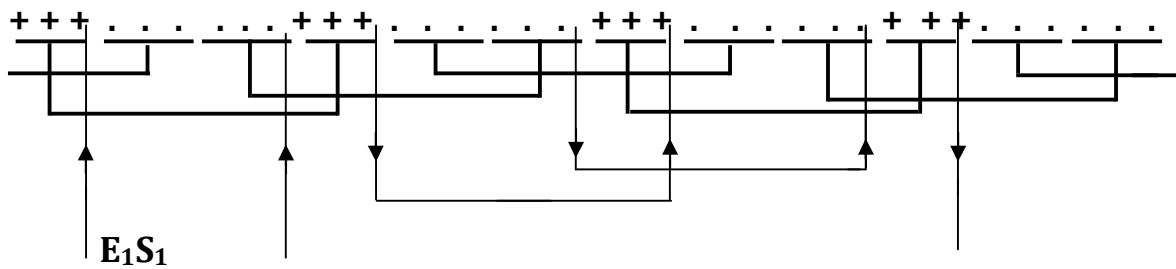 + + + . . . . . . + + + . . . . . . + + + . . . . . . + + + . . . . . .
E₁S₁